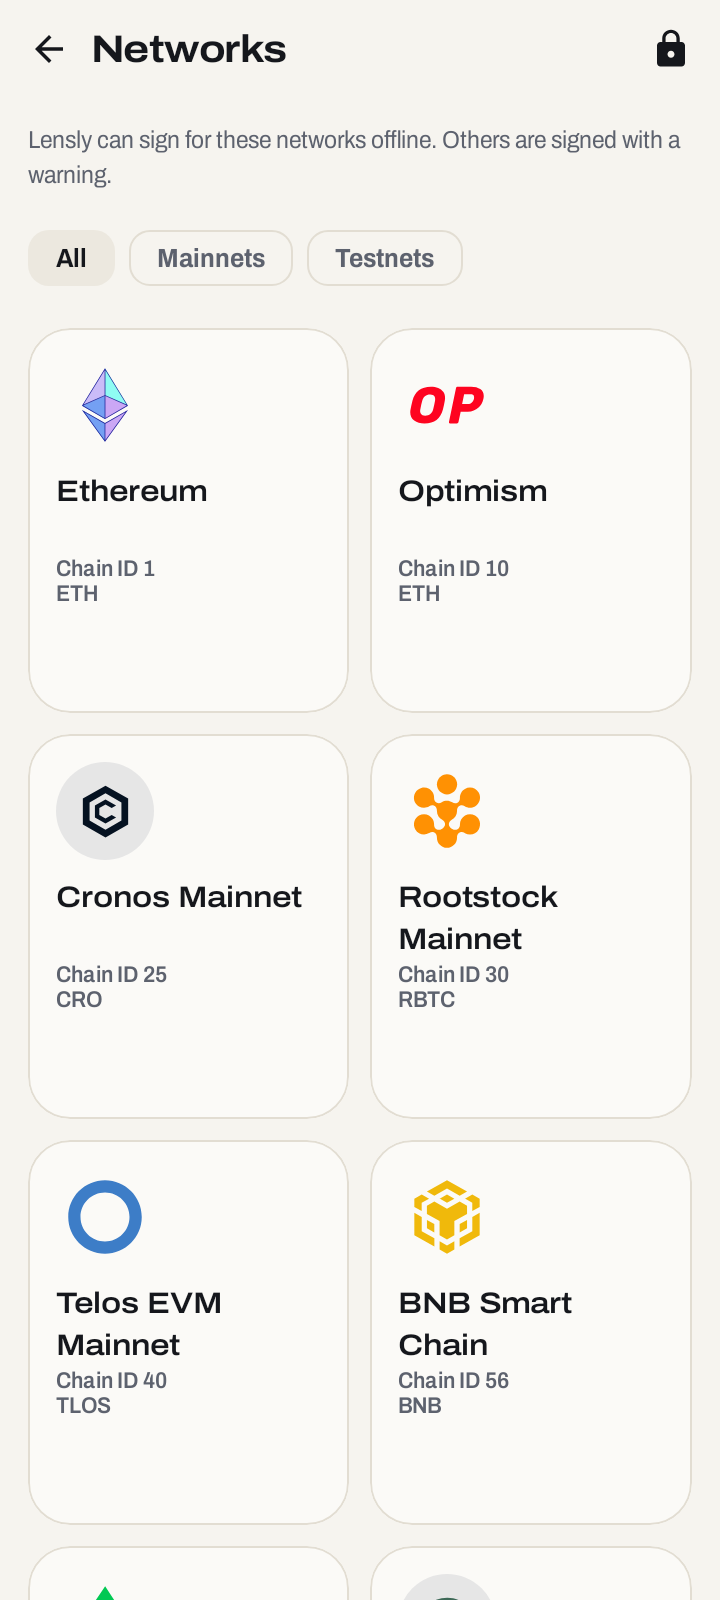 Networks
Lensly can sign for these networks offline. Others are signed with a
warning.
All
Mainnets
Testnets
Ethereum
Chain ID 1
ETH
OP
Optimism
Chain ID 10
ETH
Cronos Mainnet
Chain ID 25
CRO
Rootstock
Mainnet
Chain ID 30
RBTC
Telos EVM
Mainnet
Chain ID 40
TLOS
BNB Smart
Chain
Chain ID 56
BNB